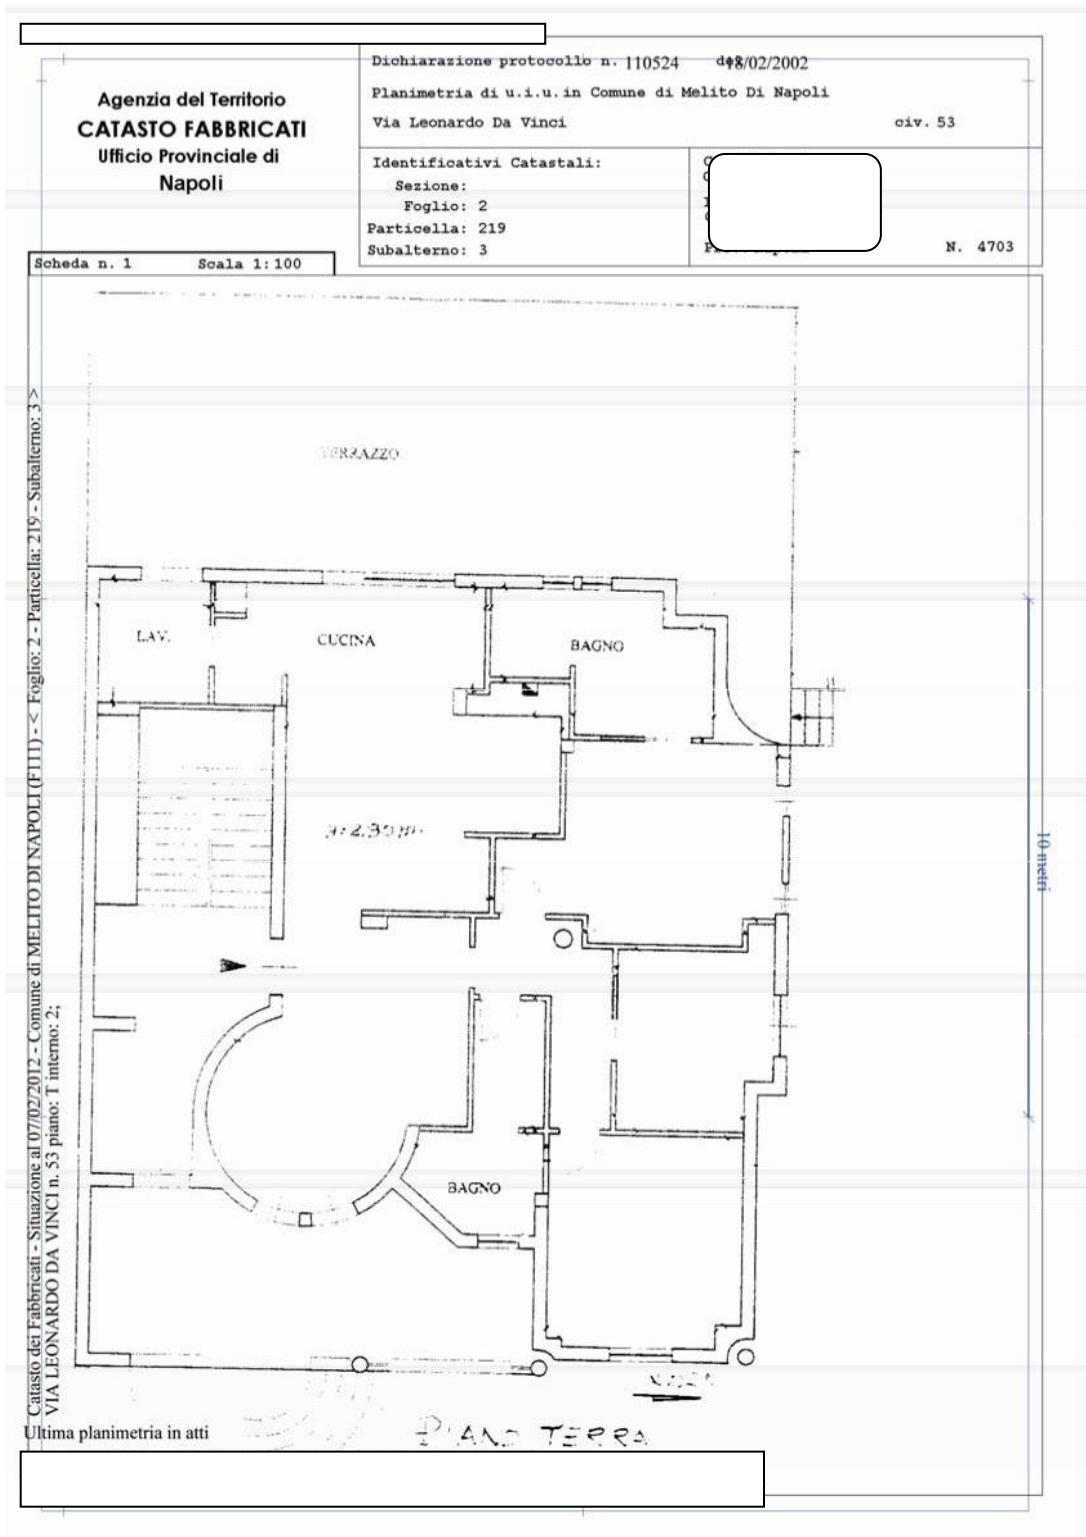 Dichiarazione protocollo n. 110524 del 18/02/2002
Planimetria di u.i.u. in Comune di Melito Di Napoli
Via Leonardo Da Vinci civ. 53
Agenzia del Territorio
CATASTO FABBRICATI
Ufficio Provinciale di
Napoli
Identificativi Catastali:
Sezione:
Foglio: 2
Particella: 219
Subalterno: 3
N. 4703
Scheda n. 1 Scala 1:100
TERRAZZO
LAV.
CUCINA
BAGNO
BAGNO
PIANO TERRA
10 metri
Catasto dei Fabbricati - Situazione al 07/02/2012 - Comune di MELITO DI NAPOLI (F111) - < Foglio: 2 - Particella: 219 - Subalterno: 3 >
VIA LEONARDO DA VINCI n. 53 piano: T interno: 2;
Ultima planimetria in atti